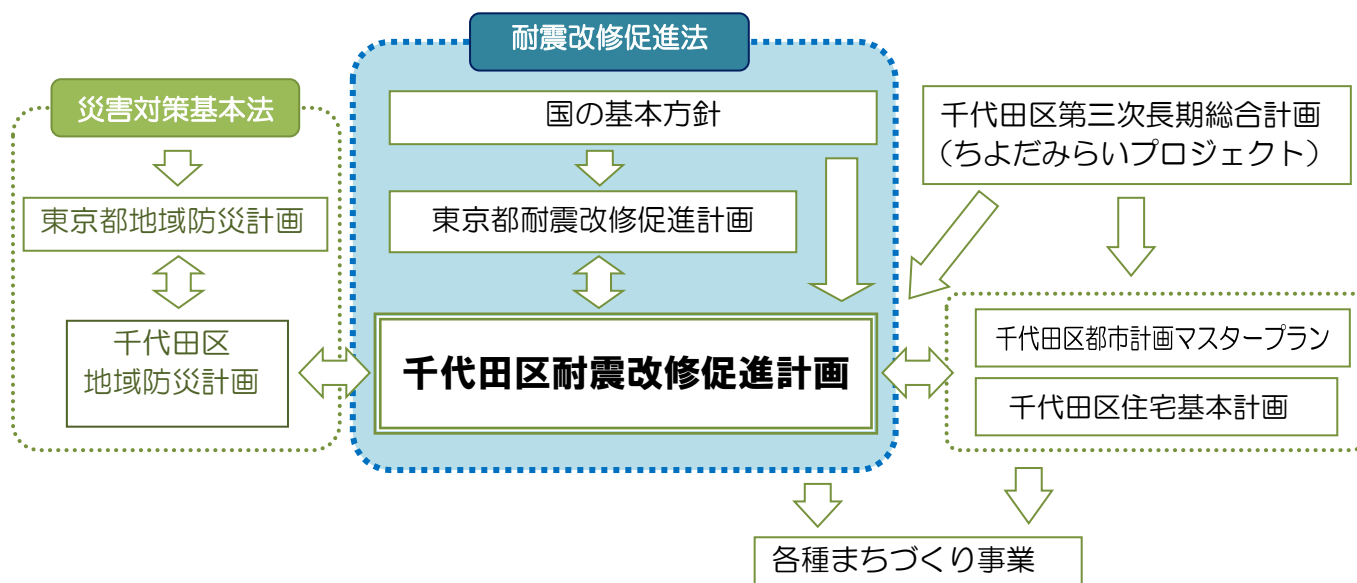 耐震改修促進法
災害対策基本法
国の基本方針
千代田区第三次長期総合計画
（ちよだみらいプロジェクト）
東京都地域防災計画
東京都耐震改修促進計画
千代田区
地域防災計画
千代田区耐震改修促進計画
千代田区都市計画マスタープラン
千代田区住宅基本計画
各種まちづくり事業